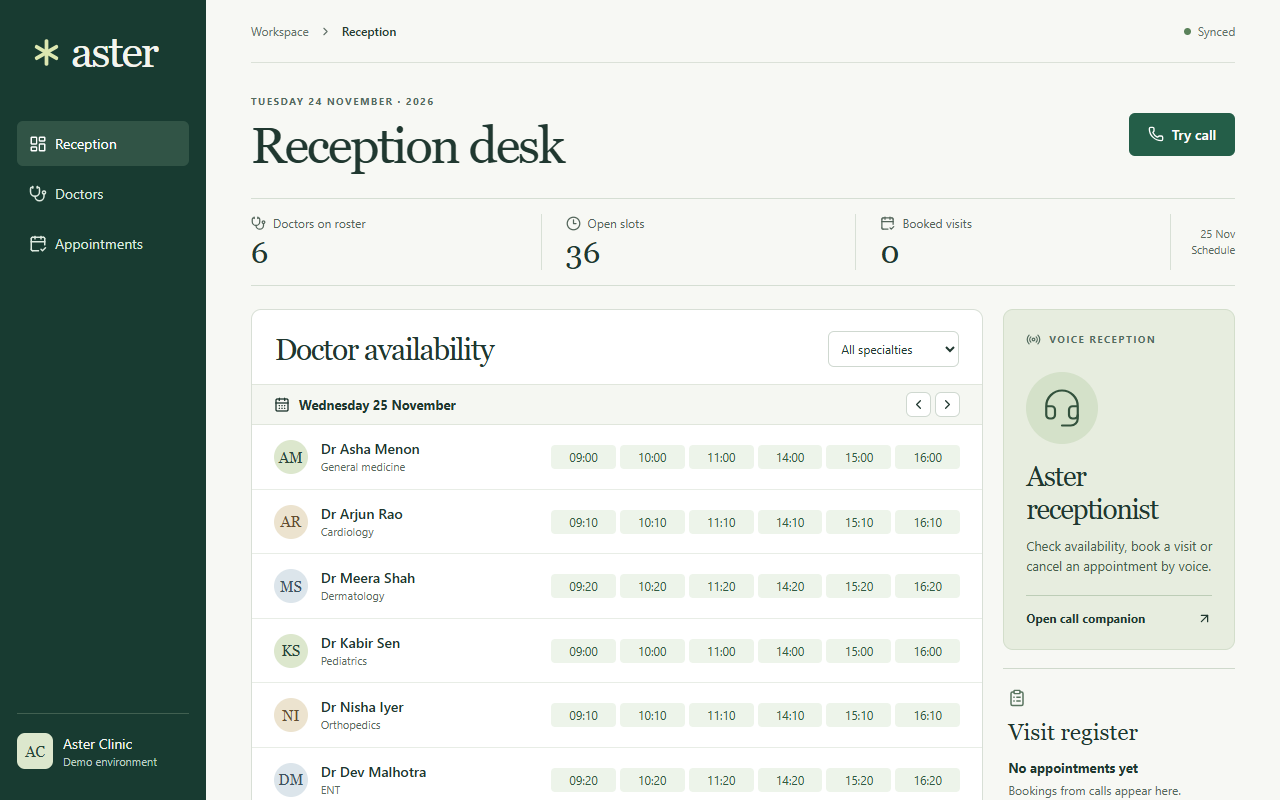 aster
Reception
Doctors
Appointments
AC
Aster Clinic
Demo environment
Workspace > Reception
Synced
TUESDAY 24 NOVEMBER · 2026
Reception desk
Try call
Doctors on roster
6
Open slots
36
Booked visits
0
25 Nov
Schedule
Doctor availability
All specialties
Wednesday 25 November
AM
Dr Asha Menon
General medicine
09:00 10:00 11:00 14:00 15:00 16:00
AR
Dr Arjun Rao
Cardiology
09:10 10:10 11:10 14:10 15:10 16:10
MS
Dr Meera Shah
Dermatology
09:20 10:20 11:20 14:20 15:20 16:20
KS
Dr Kabir Sen
Pediatrics
09:00 10:00 11:00 14:00 15:00 16:00
NI
Dr Nisha Iyer
Orthopedics
09:10 10:10 11:10 14:10 15:10 16:10
DM
Dr Dev Malhotra
ENT
09:20 10:20 11:20 14:20 15:20 16:20
VOICE RECEPTION
Aster
receptionist
Check availability, book a visit or
cancel an appointment by voice.
Open call companion
Visit register
No appointments yet
Bookings from calls appear here.